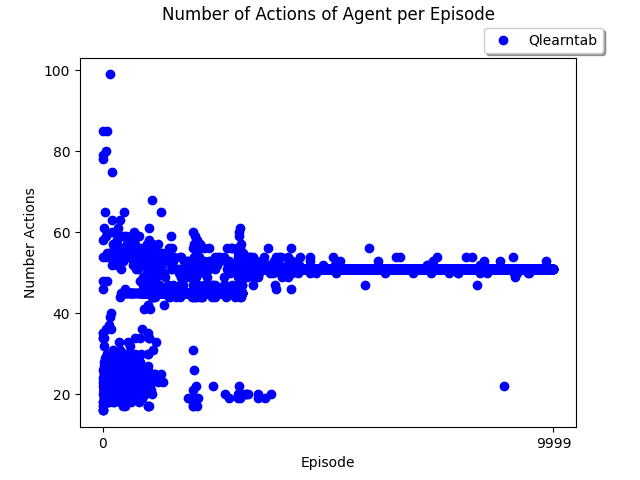 Number of Actions of Agent per Episode
Qlearntab
100
80
60
40
20
Number Actions
0
9999
Episode